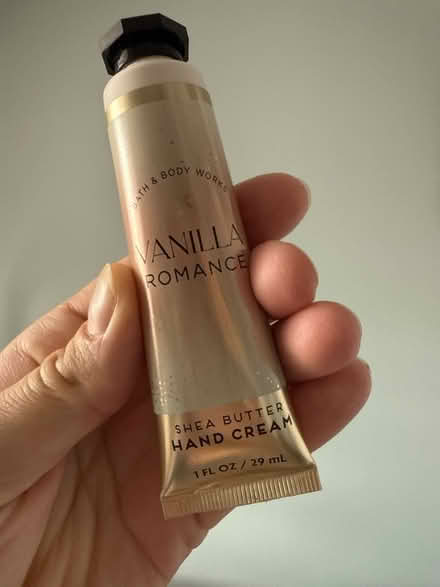 BATH & BODY WORKS
VANILLA
ROMANCE
SHEA BUTTER
HAND CREAM
1 FL OZ / 29 mL